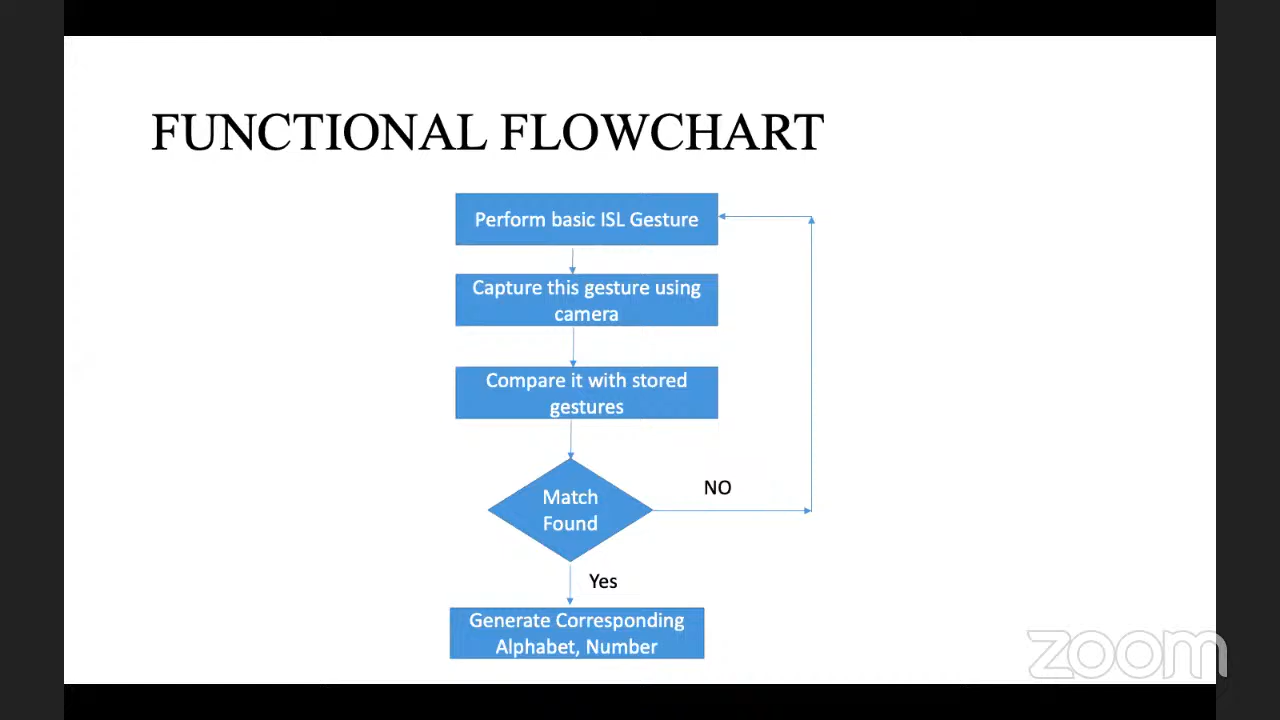 FUNCTIONAL FLOWCHART
Perform basic ISL Gesture
Capture this gesture using
camera
Compare it with stored
gestures
Match
Found
NO
Yes
Generate Corresponding
Alphabet, Number
zoom